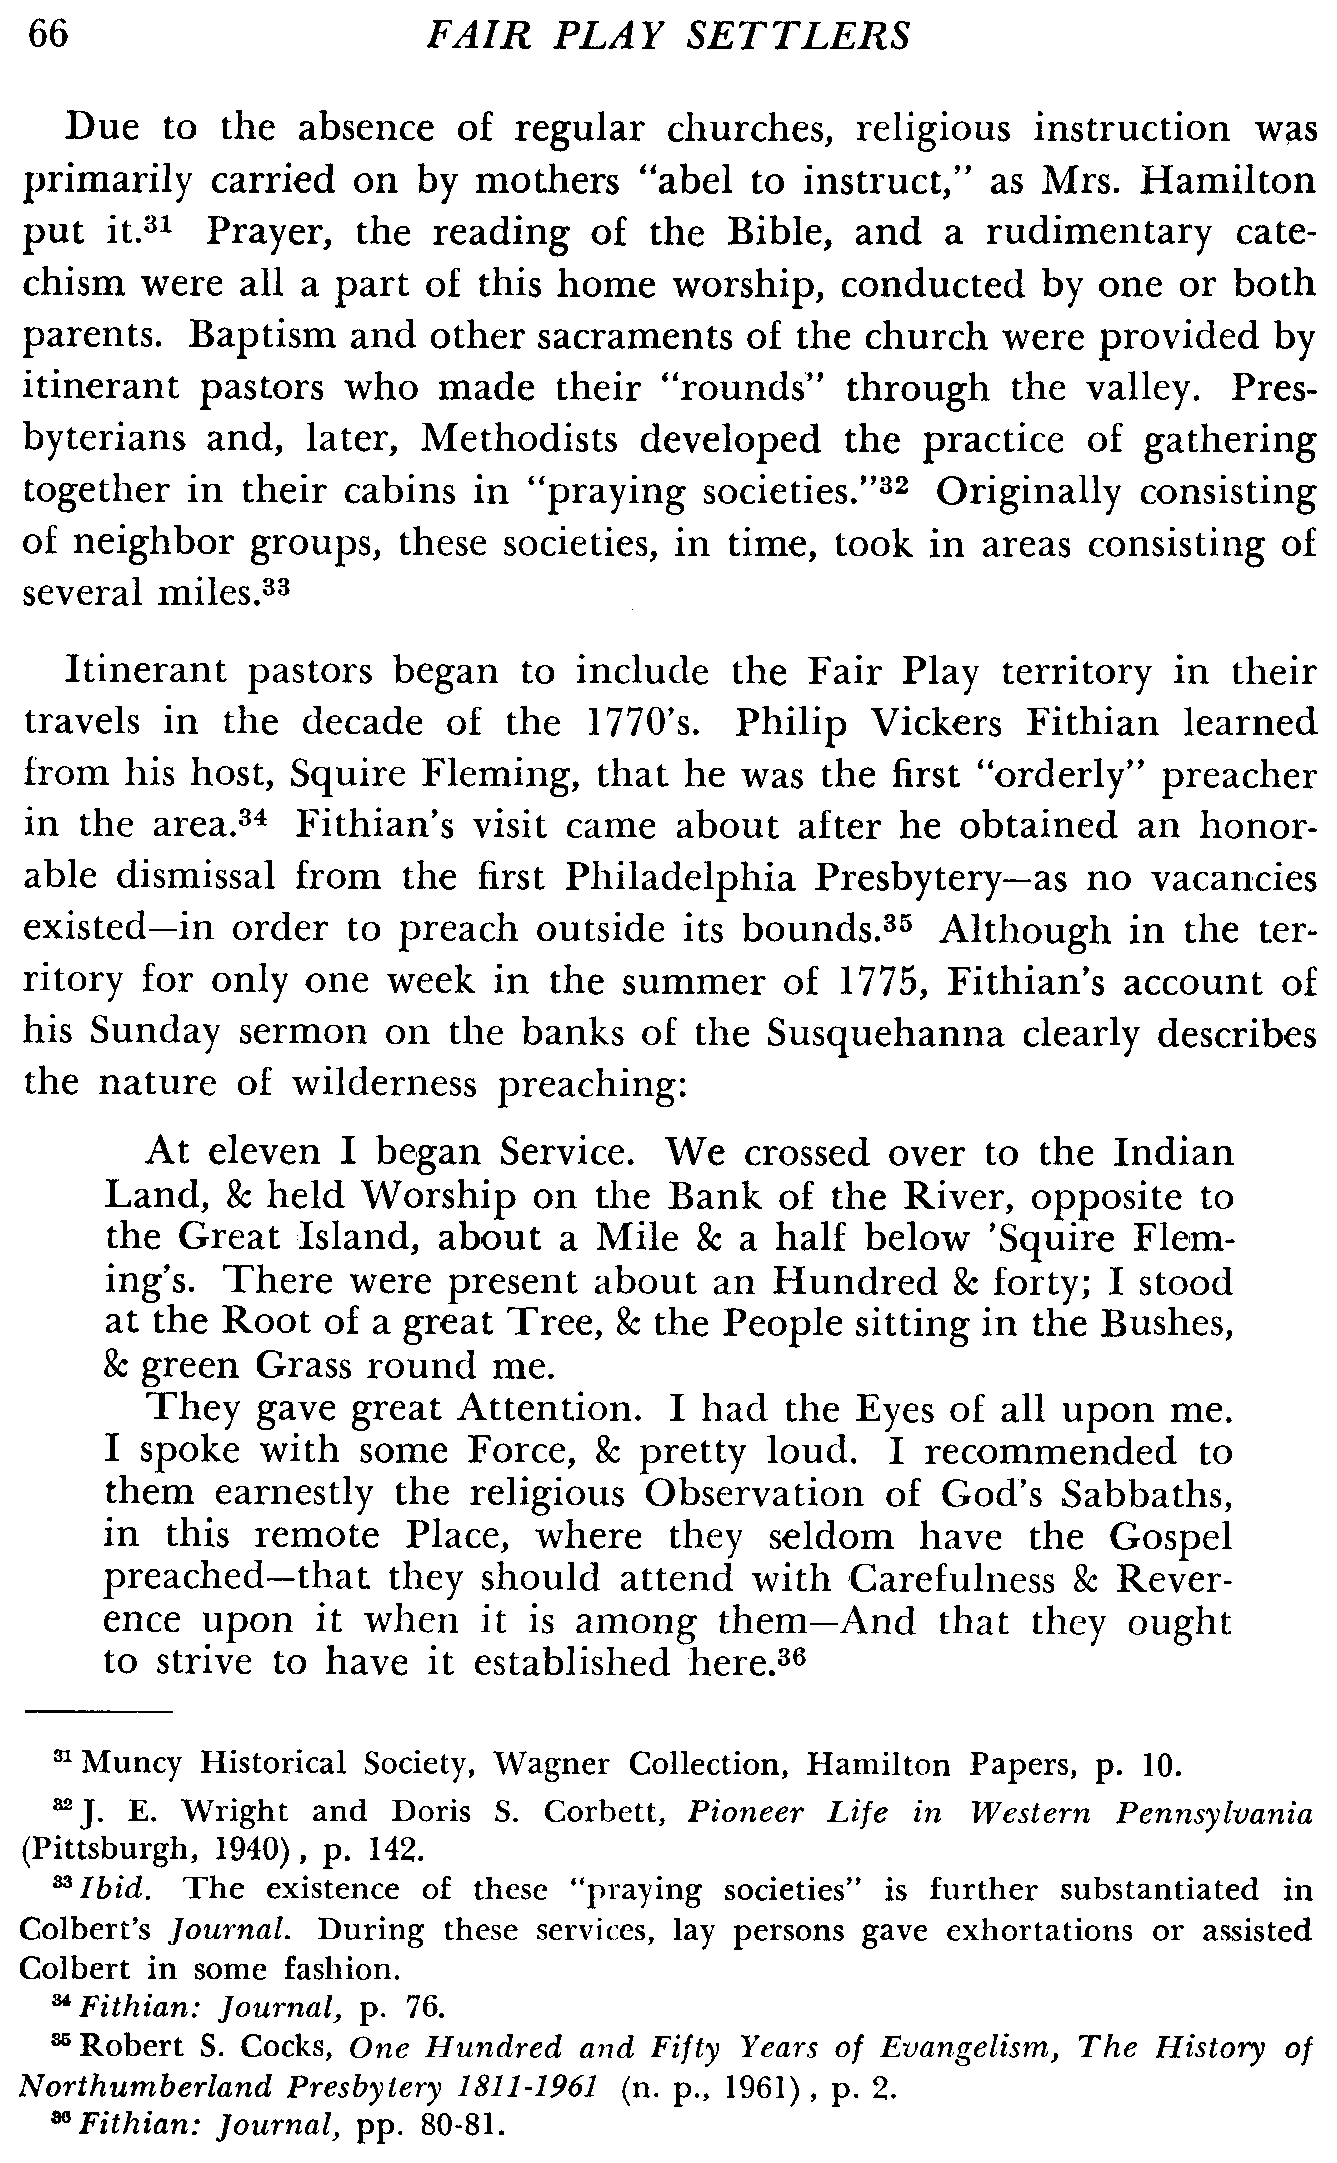 66 FAIR PLAY SETTLERS
Due to the absence of regular churches, religious instruction was
primarily carried on by mothers “abel to instruct,” as Mrs. Hamilton
put it.³¹ Prayer, the reading of the Bible, and a rudimentary cate-
chism were all a part of this home worship, conducted by one or both
parents. Baptism and other sacraments of the church were provided by
itinerant pastors who made their “rounds” through the valley. Pres-
byterians and, later, Methodists developed the practice of gathering
together in their cabins in “praying societies.”³² Originally consisting
of neighbor groups, these societies, in time, took in areas consisting of
several miles.³³
Itinerant pastors began to include the Fair Play territory in their
travels in the decade of the 1770’s. Philip Vickers Fithian learned
from his host, Squire Fleming, that he was the first “orderly” preacher
in the area.³⁴ Fithian’s visit came about after he obtained an honor-
able dismissal from the first Philadelphia Presbytery—as no vacancies
existed—in order to preach outside its bounds.³⁵ Although in the ter-
ritory for only one week in the summer of 1775, Fithian’s account of
his Sunday sermon on the banks of the Susquehanna clearly describes
the nature of wilderness preaching:
At eleven I began Service. We crossed over to the Indian
Land, & held Worship on the Bank of the River, opposite to
the Great Island, about a Mile & a half below ’Squire Flem-
ing’s. There were present about an Hundred & forty; I stood
at the Root of a great Tree, & the People sitting in the Bushes,
& green Grass round me.
They gave great Attention. I had the Eyes of all upon me.
I spoke with some Force, & pretty loud. I recommended to
them earnestly the religious Observation of God’s Sabbaths,
in this remote Place, where they seldom have the Gospel
preached—that they should attend with Carefulness & Rever-
ence upon it when it is among them—And that they ought
to strive to have it established here.³⁶
³¹ Muncy Historical Society, Wagner Collection, Hamilton Papers, p. 10.
³² J. E. Wright and Doris S. Corbett, Pioneer Life in Western Pennsylvania
(Pittsburgh, 1940), p. 142.
³³ Ibid. The existence of these “praying societies” is further substantiated in
Colbert’s Journal. During these services, lay persons gave exhortations or assisted
Colbert in some fashion.
³⁴ Fithian: Journal, p. 76.
³⁵ Robert S. Cocks, One Hundred and Fifty Years of Evangelism, The History of
Northumberland Presbytery 1811-1961 (n. p., 1961), p. 2.
³⁶ Fithian: Journal, pp. 80-81.